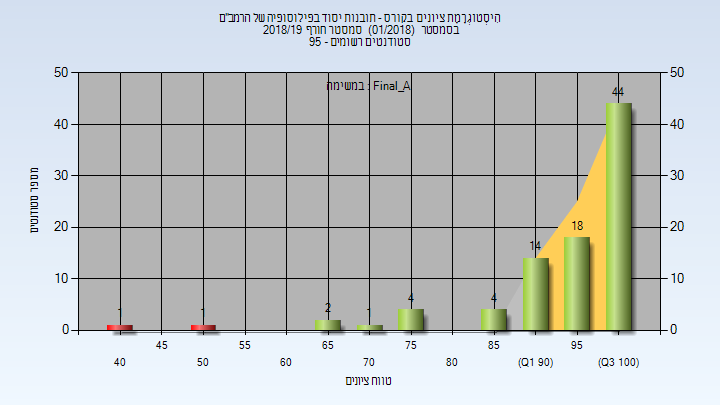 היסטוגרמת ציונים בקורס - תובנות יסוד בפילוסופיה של הרמב"ם
בסמסטר (01/2018) סמסטר חורף 2018/19
סטודנטים רשומים - 95
במשימה : Final_A
50 50
40 40
30 30
20 20
10 10
0 0
1 1 2 1 4 4 14 18 44
מספר סטודנטים
45 55 65 75 85 95
40 50 60 70 80 (Q1 90) (Q3 100)
טווח ציונים